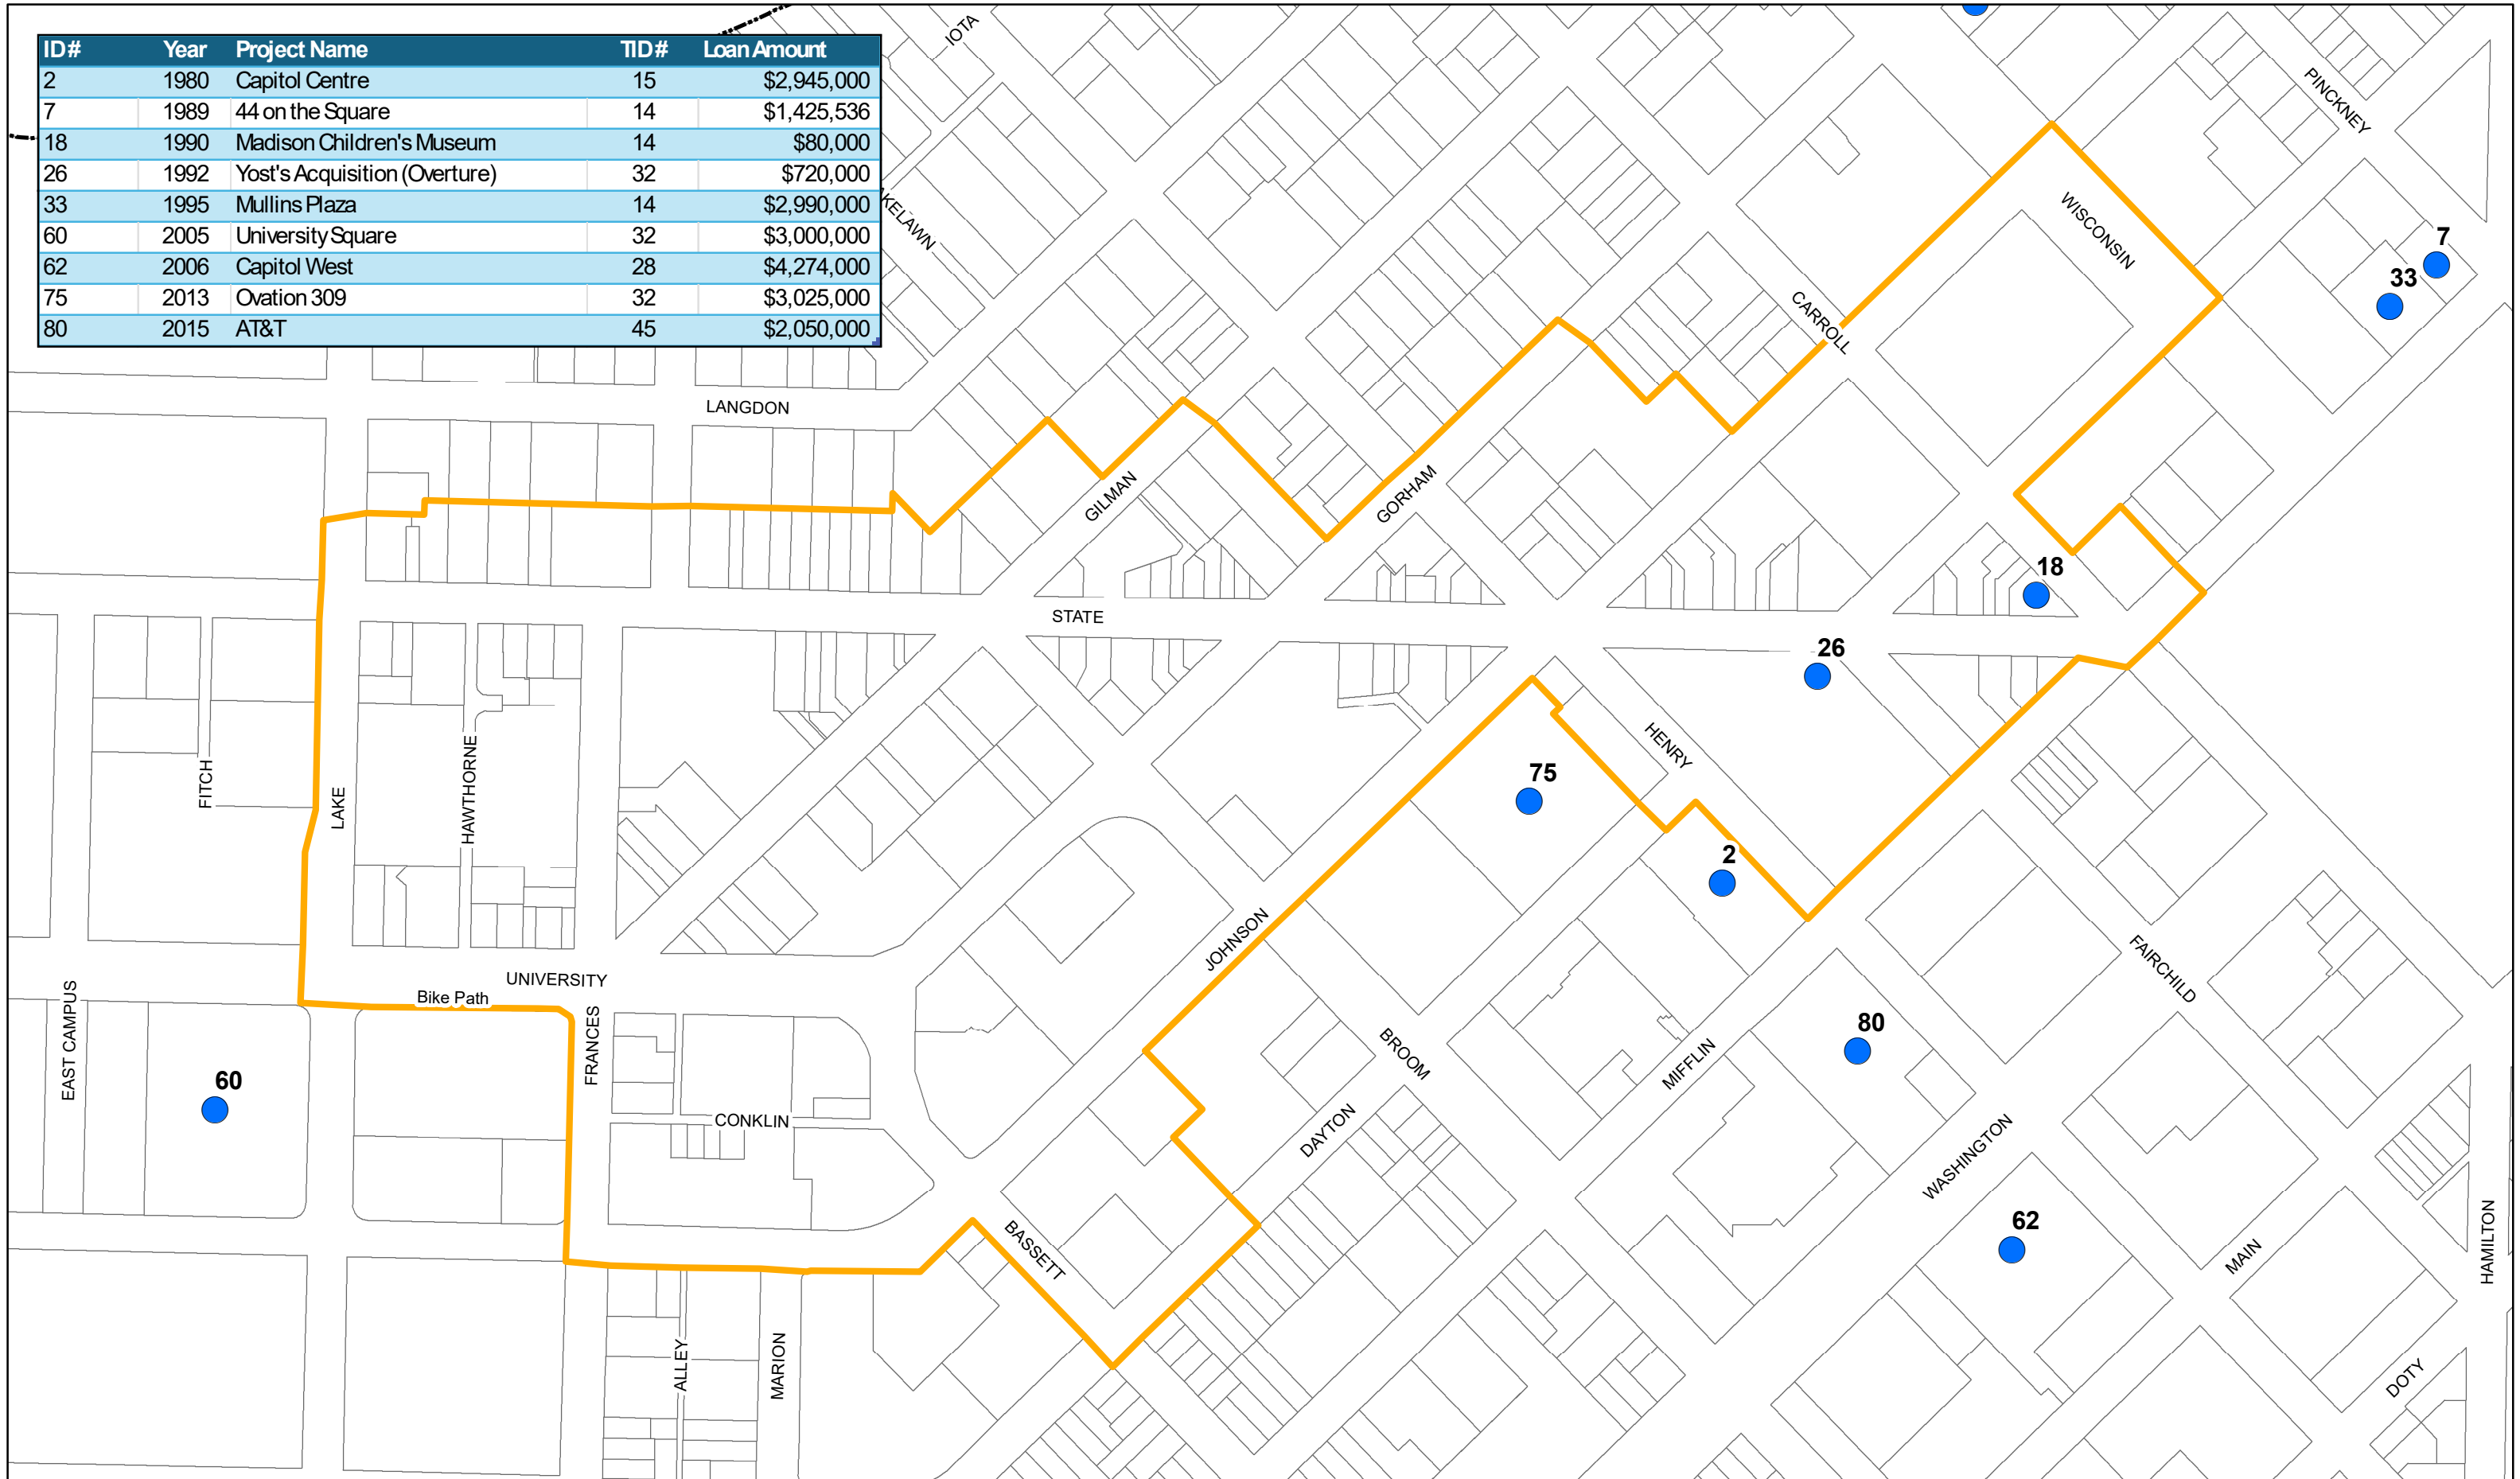 ID# Year Project Name TID# Loan Amount
2 1980 Capitol Centre 15 $2,945,000
7 1989 44 on the Square 14 $1,425,536
18 1990 Madison Children's Museum 14 $80,000
26 1992 Yost's Acquisition (Overture) 32 $720,000
33 1995 Mullins Plaza 14 $2,990,000
60 2005 University Square 32 $3,000,000
62 2006 Capitol West 28 $4,274,000
75 2013 Ovation 309 32 $3,025,000
80 2015 AT&T 45 $2,050,000
IOTA
PINCKNEY
KELAWN
WISCONSIN
7
33
CARROLL
LANGDON
GILMAN
GORHAM
18
STATE
26
HENRY
FITCH
LAKE
HAWTHORNE
75
2
JOHNSON
FAIRCHILD
UNIVERSITY
Bike Path
EAST CAMPUS
FRANCES
BROOM
MIFFLIN
80
60
CONKLIN
DAYTON
WASHINGTON
BASSETT
62
MAIN
HAMILTON
ALLEY
MARION
DOTY